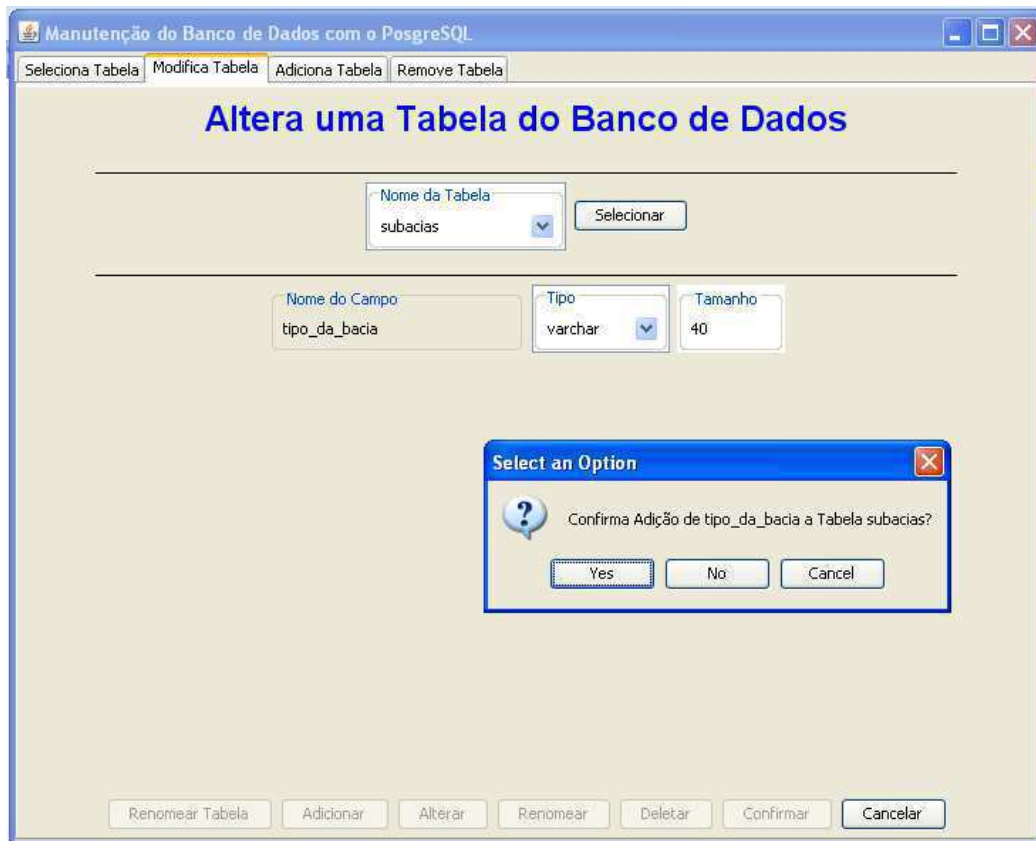 Manutenção do Banco de Dados com o PosgreSQL
Seleciona Tabela Modifica Tabela Adiciona Tabela Remove Tabela
Altera uma Tabela do Banco de Dados
Nome da Tabela
subacias Selecionar
Nome do Campo Tipo Tamanho
tipo_da_bacia varchar 40
Select an Option
Confirma Adição de tipo_da_bacia a Tabela subacias?
Yes No Cancel
Renomear Tabela Adicionar Alterar Renomear Deletar Confirmar Cancelar